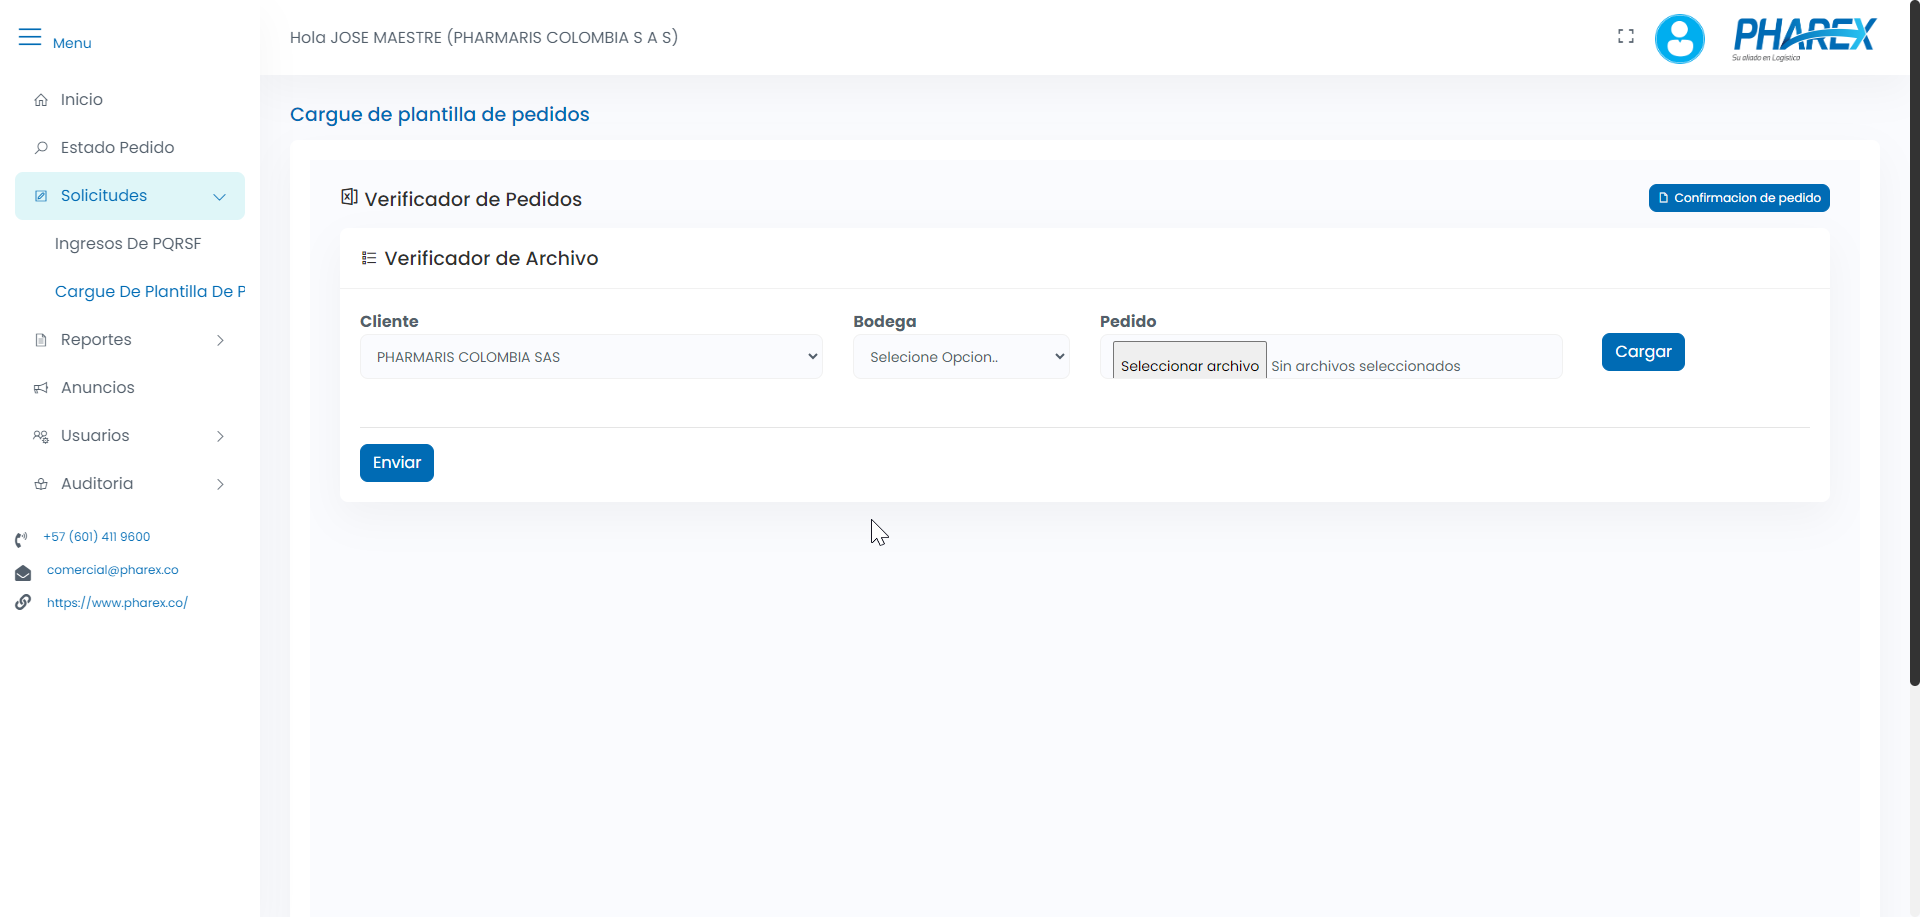 Menu
Hola JOSE MAESTRE (PHARMARIS COLOMBIA S A S)
PHAREX
Su aliado en Logística
Inicio
Estado Pedido
Solicitudes
Ingresos De PQRSF
Cargue De Plantilla De P
Reportes
Anuncios
Usuarios
Auditoria
+57 (601) 411 9600
comercial@pharex.co
https://www.pharex.co/
Cargue de plantilla de pedidos
Verificador de Pedidos
Confirmacion de pedido
Verificador de Archivo
Cliente
Bodega
Pedido
PHARMARIS COLOMBIA SAS
Selecione Opcion..
Seleccionar archivo Sin archivos seleccionados
Cargar
Enviar